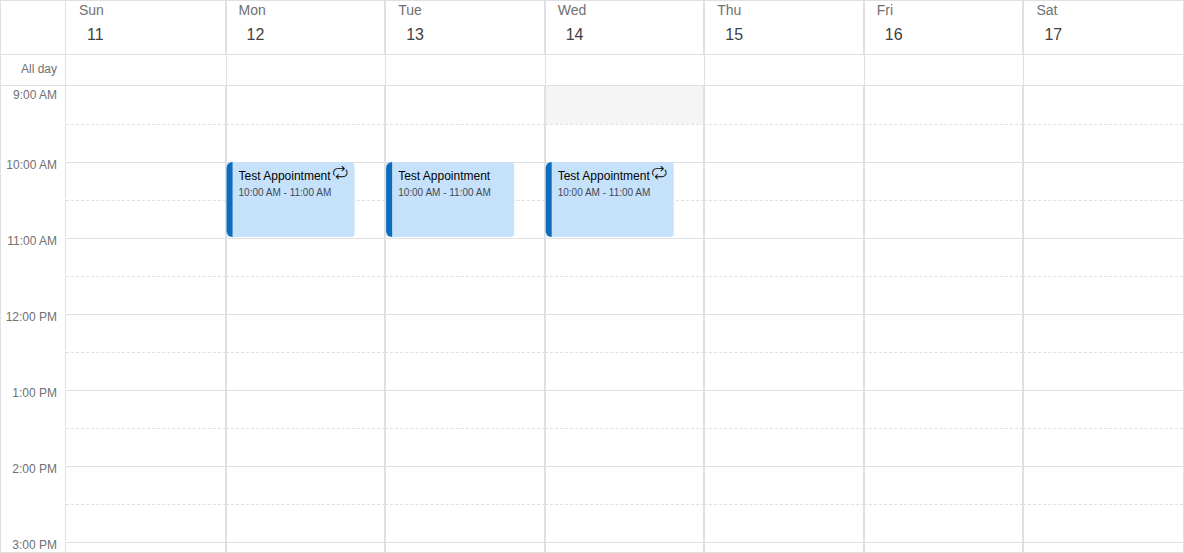 Sun Mon Tue Wed Thu Fri Sat
11 12 13 14 15 16 17
All day
9:00 AM
10:00 AM
Test Appointment Test Appointment Test Appointment
10:00 AM - 11:00 AM 10:00 AM - 11:00 AM 10:00 AM - 11:00 AM
11:00 AM
12:00 PM
1:00 PM
2:00 PM
3:00 PM